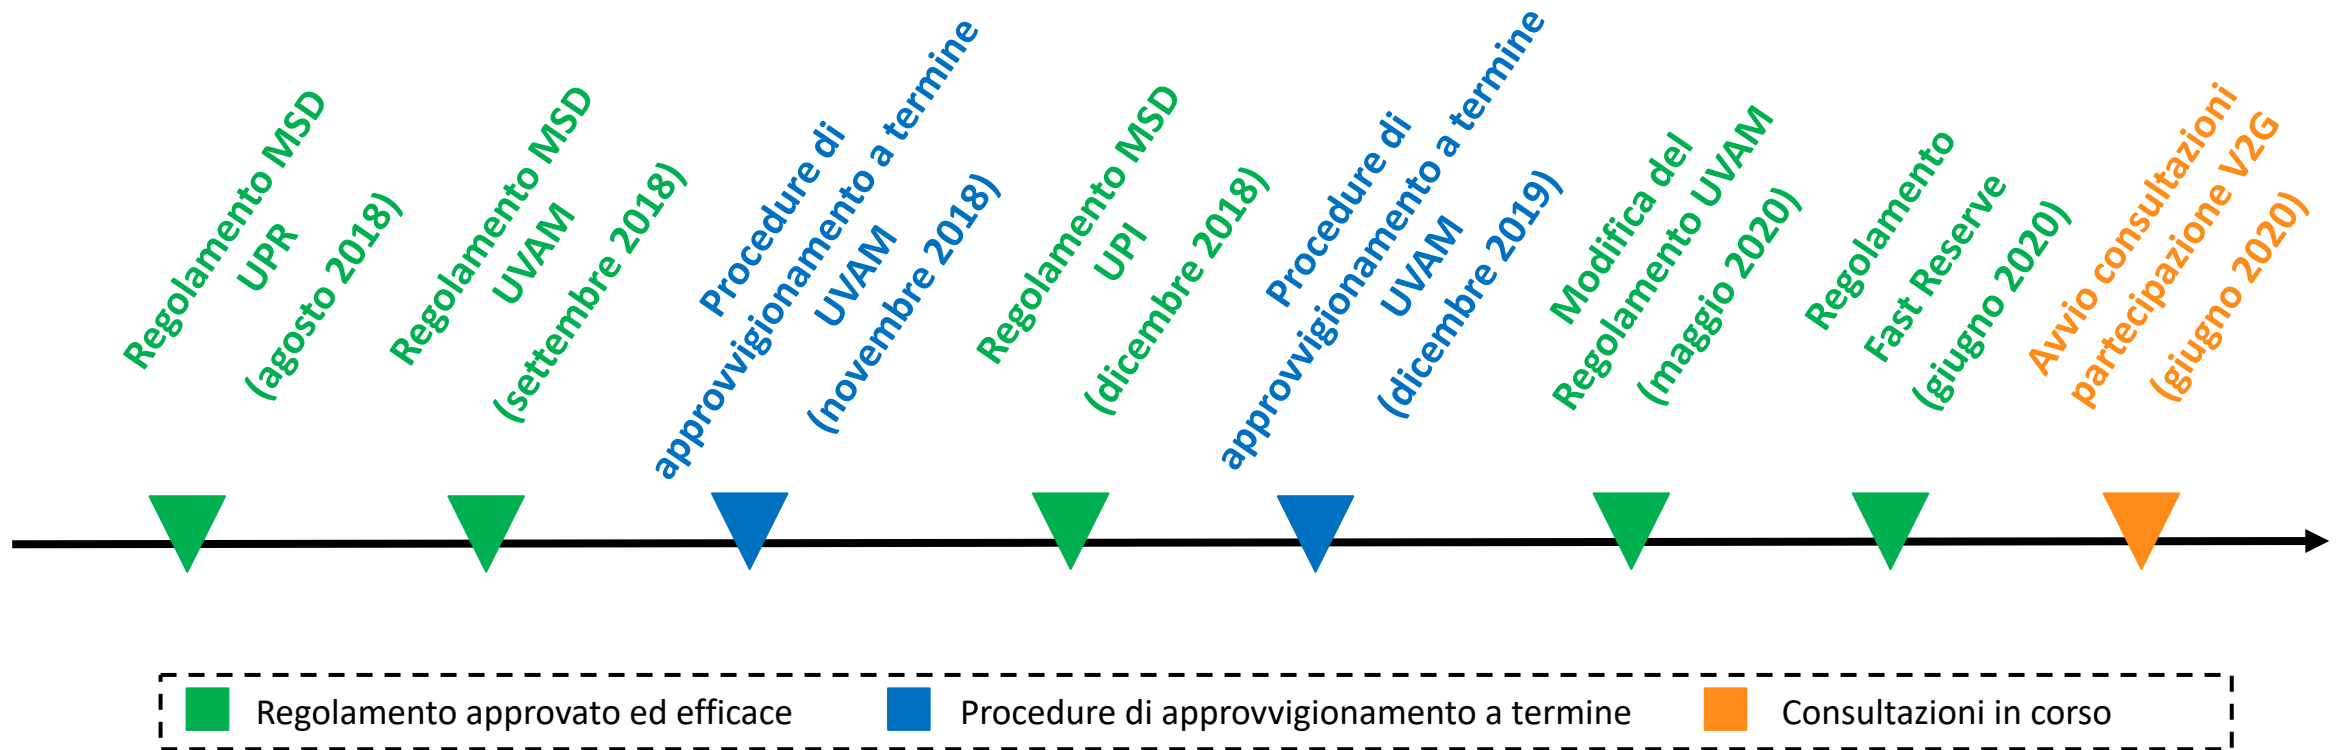 Regolamento MSD
UPR
(agosto 2018)
Regolamento MSD
UVAM
(settembre 2018)
Procedure di
approvvigionamento a termine
UVAM
(novembre 2018)
Regolamento MSD
UPI
(dicembre 2018)
Procedure di
approvvigionamento a termine
UVAM
(dicembre 2019)
Modifica del
Regolamento UVAM
(maggio 2020)
Regolamento
Fast Reserve
(giugno 2020)
Avvio consultazioni
partecipazione V2G
(giugno 2020)
Regolamento approvato ed efficace
Procedure di approvvigionamento a termine
Consultazioni in corso